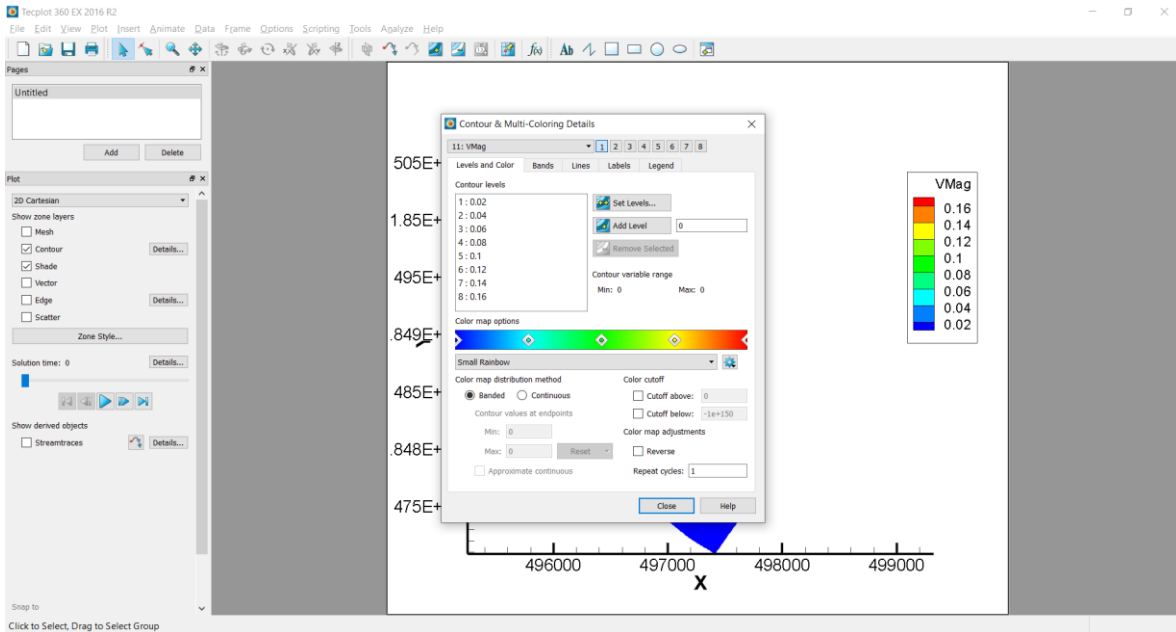 Tecplot 360 EX 2016 R2
File Edit View Plot Insert Animate Data Frame Options Scripting Tools Analyze Help
Pages
Untitled
Add Delete
Plot
2D Cartesian
Show zone layers
Mesh
Contour Details...
Shade
Vector
Edge Details...
Scatter
Zone Style...
Solution time: 0 Details...
Show derived objects
Streamtraces Details...
Snap to
Click to Select, Drag to Select Group
505E+
1.85E+
495E+
.849E+
485E+
.848E+
475E+
496000 497000 498000 499000
X
VMag
0.16
0.14
0.12
0.1
0.08
0.06
0.04
0.02
Contour & Multi-Coloring Details
11: VMag 1 2 3 4 5 6 7 8
Levels and Color Bands Lines Labels Legend
Contour levels
1 : 0.02
2 : 0.04
3 : 0.06
4 : 0.08
5 : 0.1
6 : 0.12
7 : 0.14
8 : 0.16
Set Levels...
Add Level 0
Remove Selected
Contour variable range
Min: 0 Max: 0
Color map options
Small Rainbow
Color map distribution method
Banded Continuous
Contour values at endpoints
Min: 0
Max: 0 Reset
Approximate continuous
Color cutoff
Cutoff above: 0
Cutoff below: -1e+150
Color map adjustments
Reverse
Repeat cycles: 1
Close Help